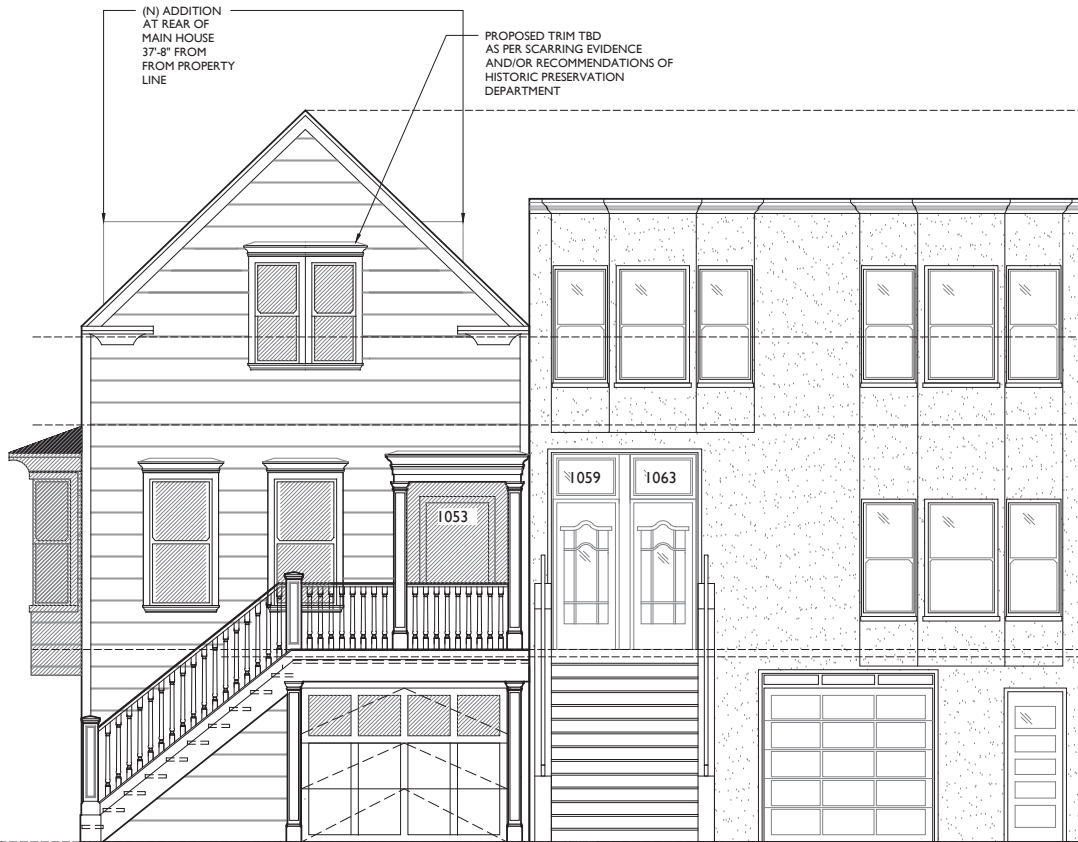 (N) ADDITION
AT REAR OF
MAIN HOUSE
37'-8" FROM
FROM PROPERTY
LINE
PROPOSED TRIM TBD
AS PER SCARRING EVIDENCE
AND/OR RECOMMENDATIONS OF
HISTORIC PRESERVATION
DEPARTMENT
1059
1063
1053